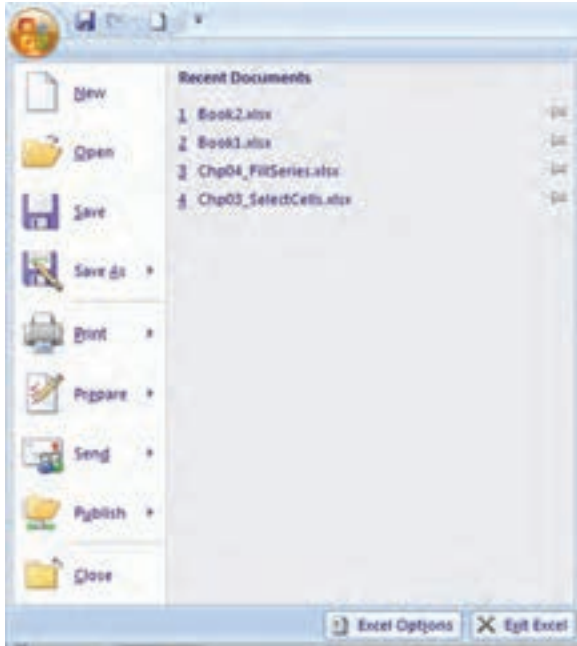 New
Open
Save
Save As
Print
Prepare
Send
Publish
Close
Recent Documents
1 Book2.xlsx
2 Book1.xlsx
3 Chp04_FillSeries.xlsx
4 Chp03_SelectCells.xlsx
Excel Options
Exit Excel